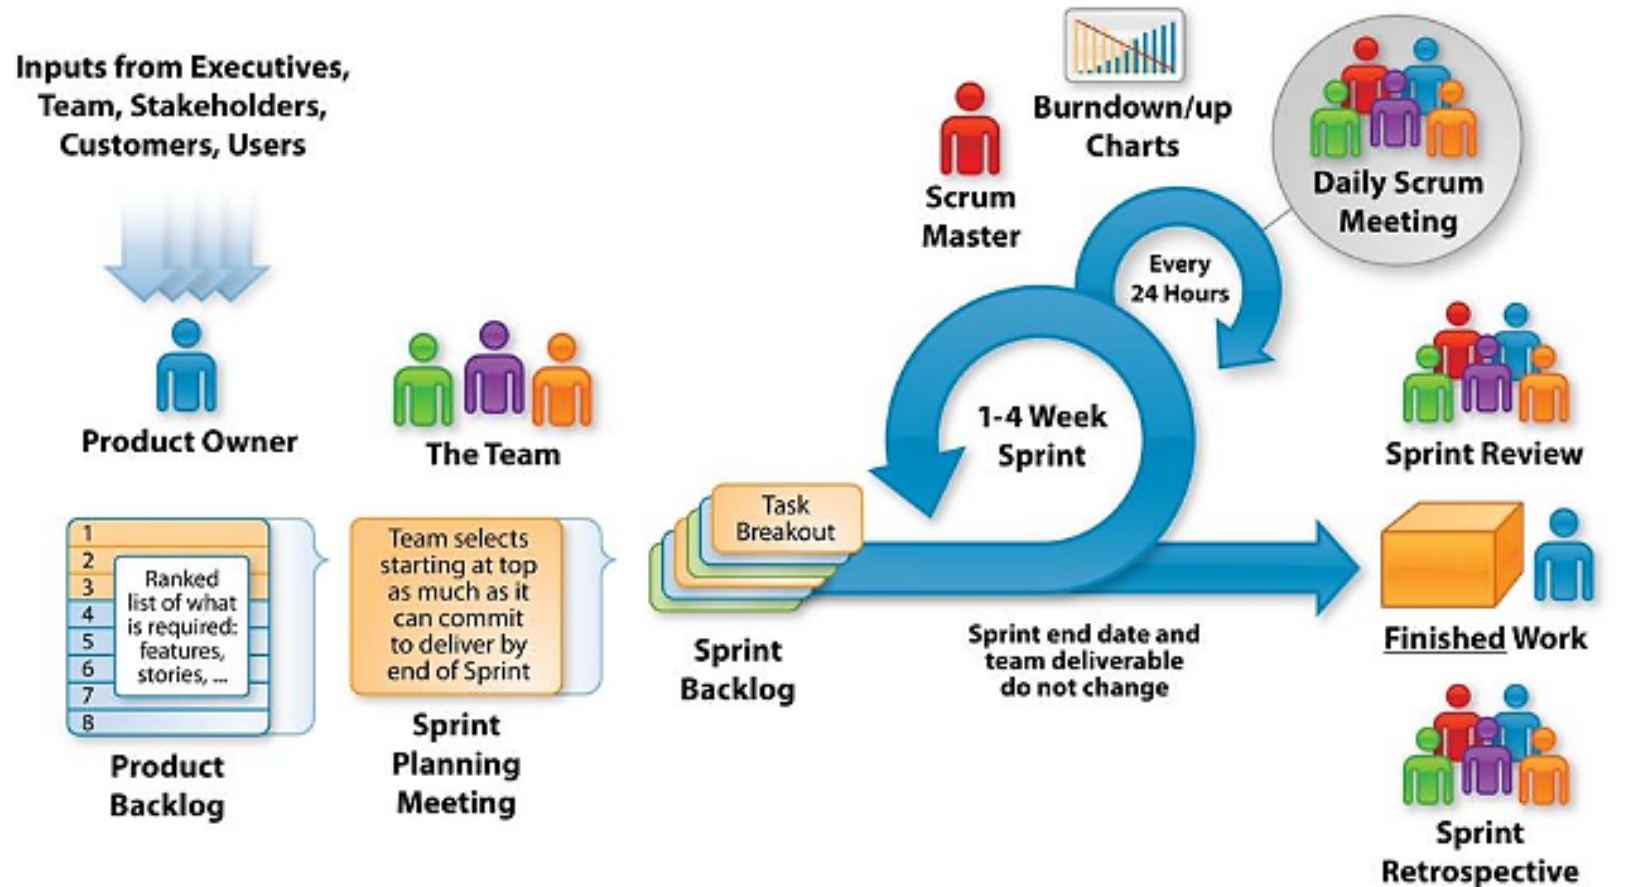 Inputs from Executives,
Team, Stakeholders,
Customers, Users
Product Owner
The Team
1
2
3
4
5
6
7
8
Ranked
list of what
is required:
features,
stories, ...
Product
Backlog
Team selects
starting at top
as much as it
can commit
to deliver by
end of Sprint
Sprint
Planning
Meeting
Task
Breakout
Sprint
Backlog
Scrum
Master
Burndown/up
Charts
Every
24 Hours
Daily Scrum
Meeting
1-4 Week
Sprint
Sprint end date and
team deliverable
do not change
Sprint Review
Finished Work
Sprint
Retrospective